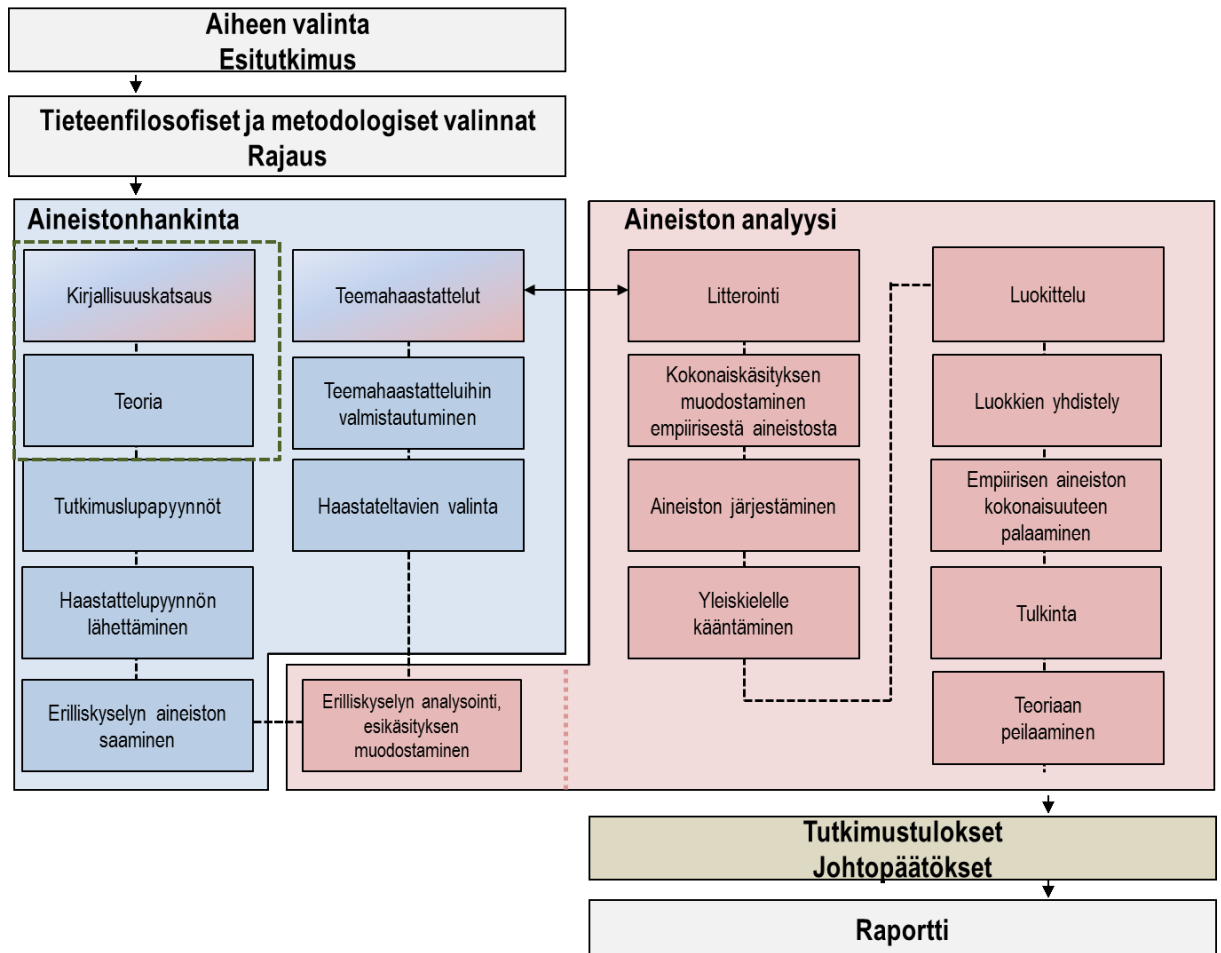 Aiheen valinta
Esitutkimus
Tieteenfilosofiset ja metodologiset valinnat
Rajaus
Aineistonhankinta
Kirjallisuuskatsaus
Teoria
Tutkimuslupapyynnöt
Haastattelupyynnön
lähettäminen
Erilliskyselyn aineiston
saaminen
Erilliskyselyn analysointi,
esikäsityksen
muodostaminen
Haastateltavien valinta
Teemahaastatteluihin
valmistautuminen
Teemahaastattelut
Aineiston analyysi
Litterointi
Kokonaiskäsityksen
muodostaminen
empiirisestä aineistosta
Aineiston järjestäminen
Yleiskielelle
kääntäminen
Luokittelu
Luokkien yhdistely
Empiirisen aineiston
kokonaisuuteen
palaaminen
Tulkinta
Teoriaan
peilaaminen
Tutkimustulokset
Johtopäätökset
Raportti